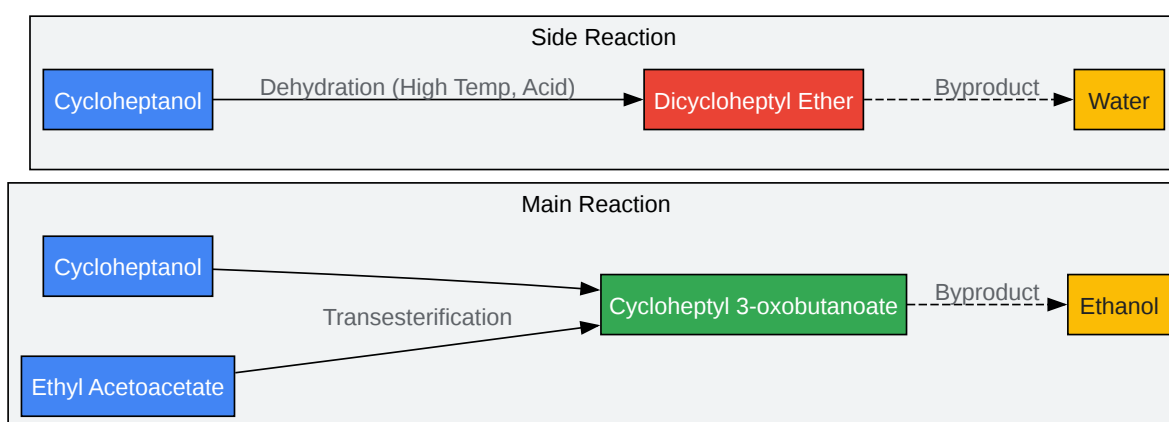 Side Reaction
Cycloheptanol
Dehydration (High Temp, Acid)
Dicycloheptyl Ether
Byproduct
Water
Main Reaction
Cycloheptanol
Transesterification
Ethyl Acetoacetate
Cycloheptyl 3-oxobutanoate
Byproduct
Ethanol